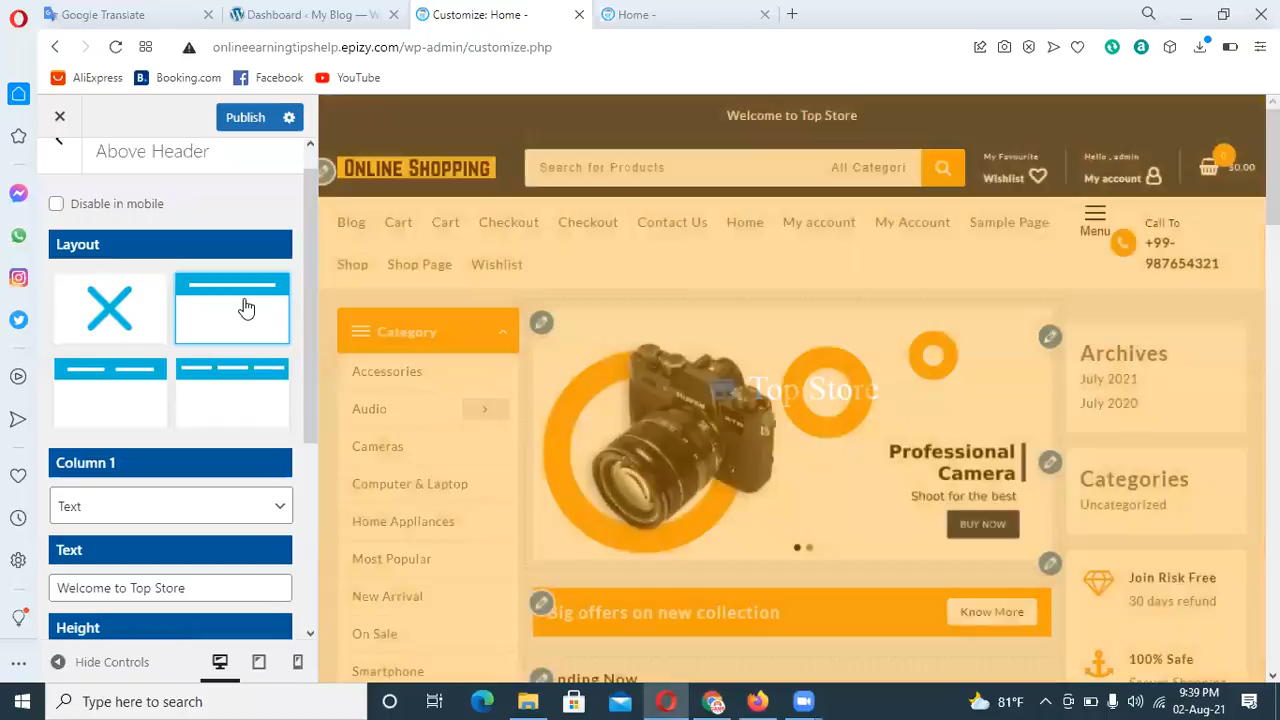 Google Translate
Dashboard ‹ My Blog —
Customize: Home -
Home -
onlineearningtipshelp.epizy.com/wp-admin/customize.php
AliExpress
Booking.com
Facebook
YouTube
Publish
Above Header
Disable in mobile
Layout
Column 1
Text
Text
Welcome to Top Store
Height
Hide Controls
Welcome to Top Store
ONLINE SHOPPING
Search for Products
All Categori
My Favourite
Wishlist
Hello , admin
My account
0
$0.00
Blog
Cart
Cart
Checkout
Checkout
Contact Us
Home
My account
My Account
Sample Page
Menu
Call To
+99-
987654321
Shop
Shop Page
Wishlist
Category
Accessories
Audio
Cameras
Computer & Laptop
Home Appliances
Most Popular
New Arrival
On Sale
Smartphone
Top Store
Professional
Camera
Shoot for the best
BUY NOW
Big offers on new collection
Know More
nding Now
Archives
July 2021
July 2020
Categories
Uncategorized
Join Risk Free
30 days refund
100% Safe
Secure Shopping
Type here to search
81°F
9:39 PM
02-Aug-21